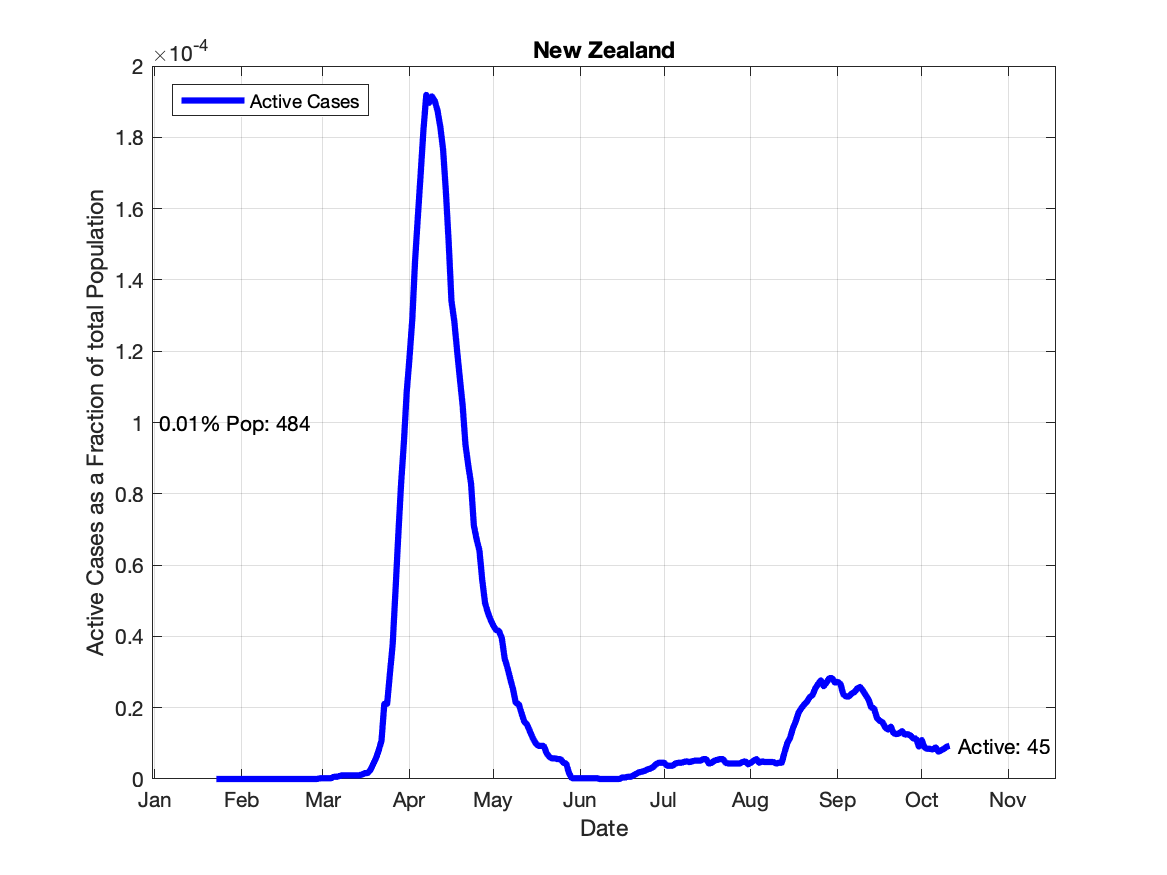 New Zealand
×10-4
Active Cases
2
1.8
1.6
1.4
1.2
1
0.8
0.6
0.4
0.2
0
Active Cases as a Fraction of total Population
0.01% Pop: 484
Active: 45
Jan Feb Mar Apr May Jun Jul Aug Sep Oct Nov
Date